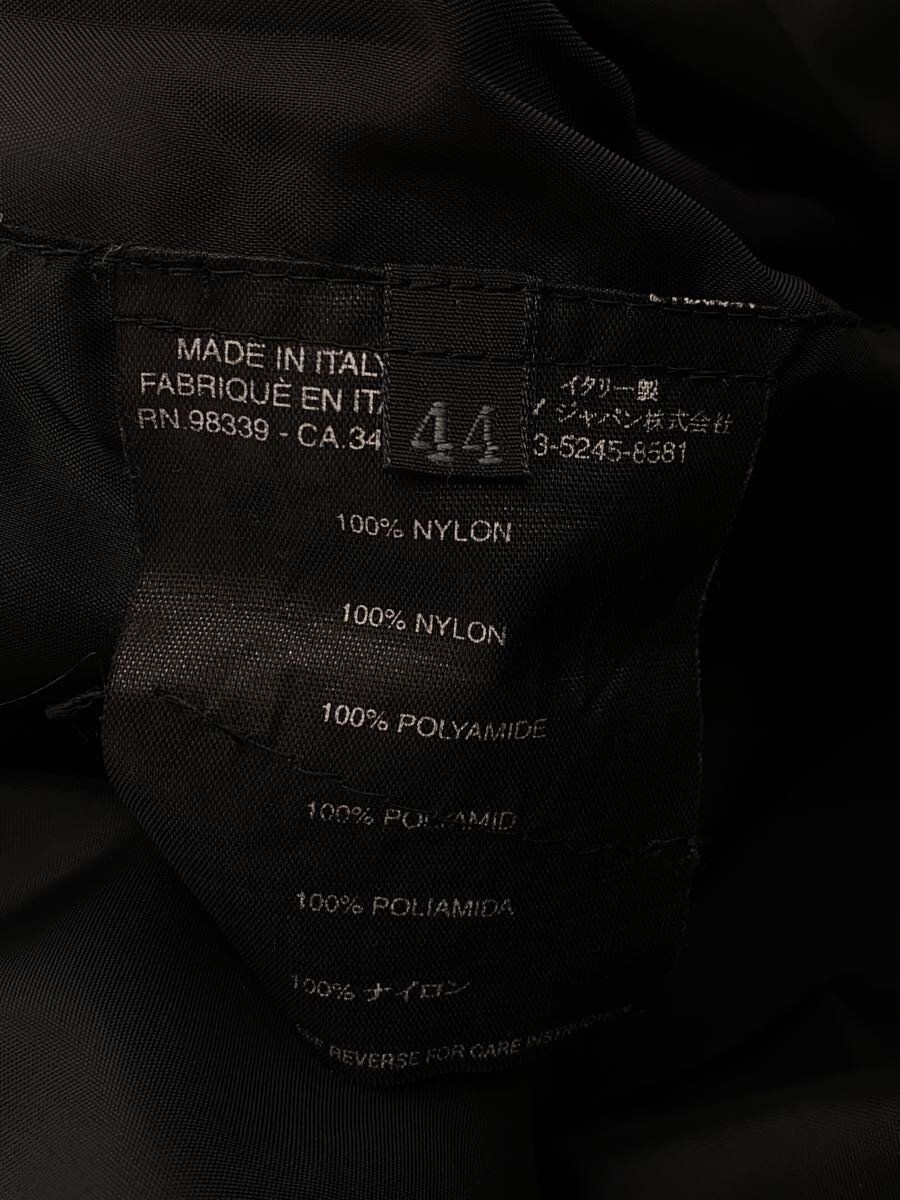 MADE IN ITALY
FABRIQUÈ EN ITA
RN.98339 - CA.34
44
イタリー製
Y ジャパン株式会社
3-5245-8581
100% NYLON
100% NYLON
100% POLYAMIDE
100% POLYAMID
100% POLIAMIDA
100% ナイロン
REVERSE FOR CARE